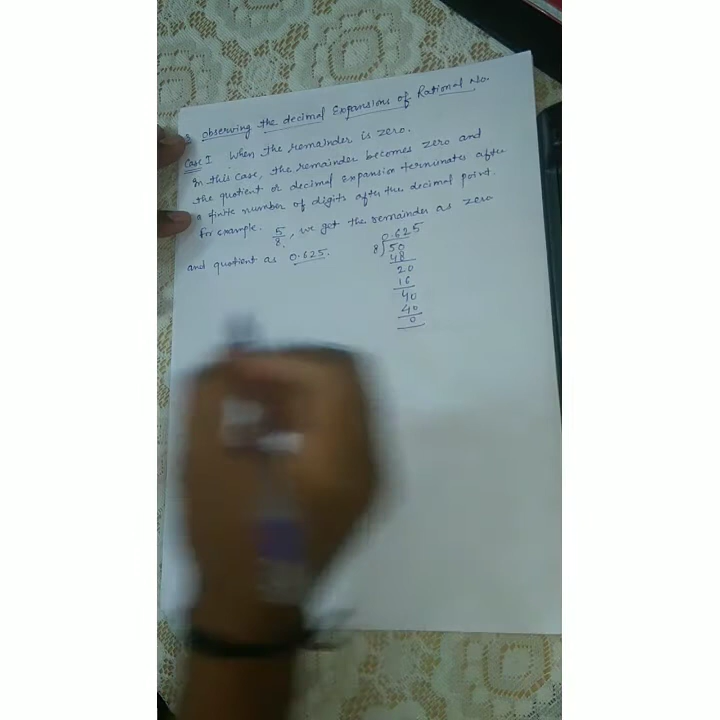 observing the decimal Expansions of Rational No.
Case I When the remainder is zero.
In this case, the remainder becomes zero and
the quotient or decimal expansion terminates after
a finite number of digits after the decimal point.
for example. 5/8, we get the remainder as zero
and quotient as 0.625.
0.625
8)50
48
20
16
40
40
0